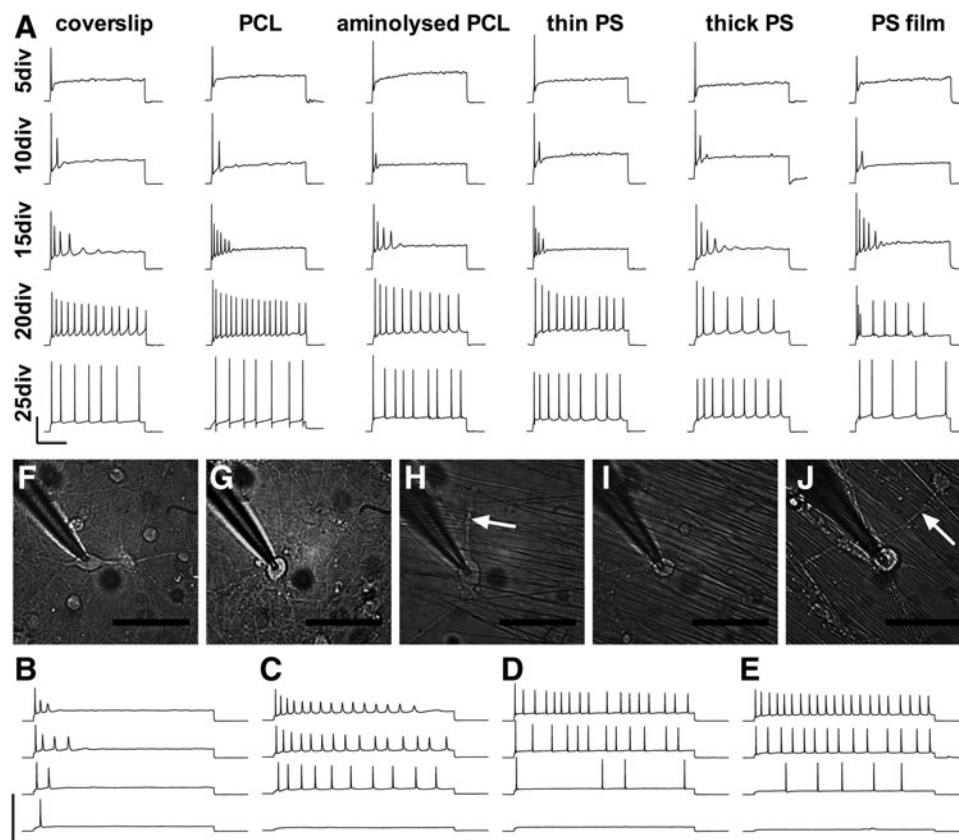 A coverslip PCL aminolysed PCL thin PS thick PS PS film
5div
10div
15div
20div
25div
F G H I J
B C D E